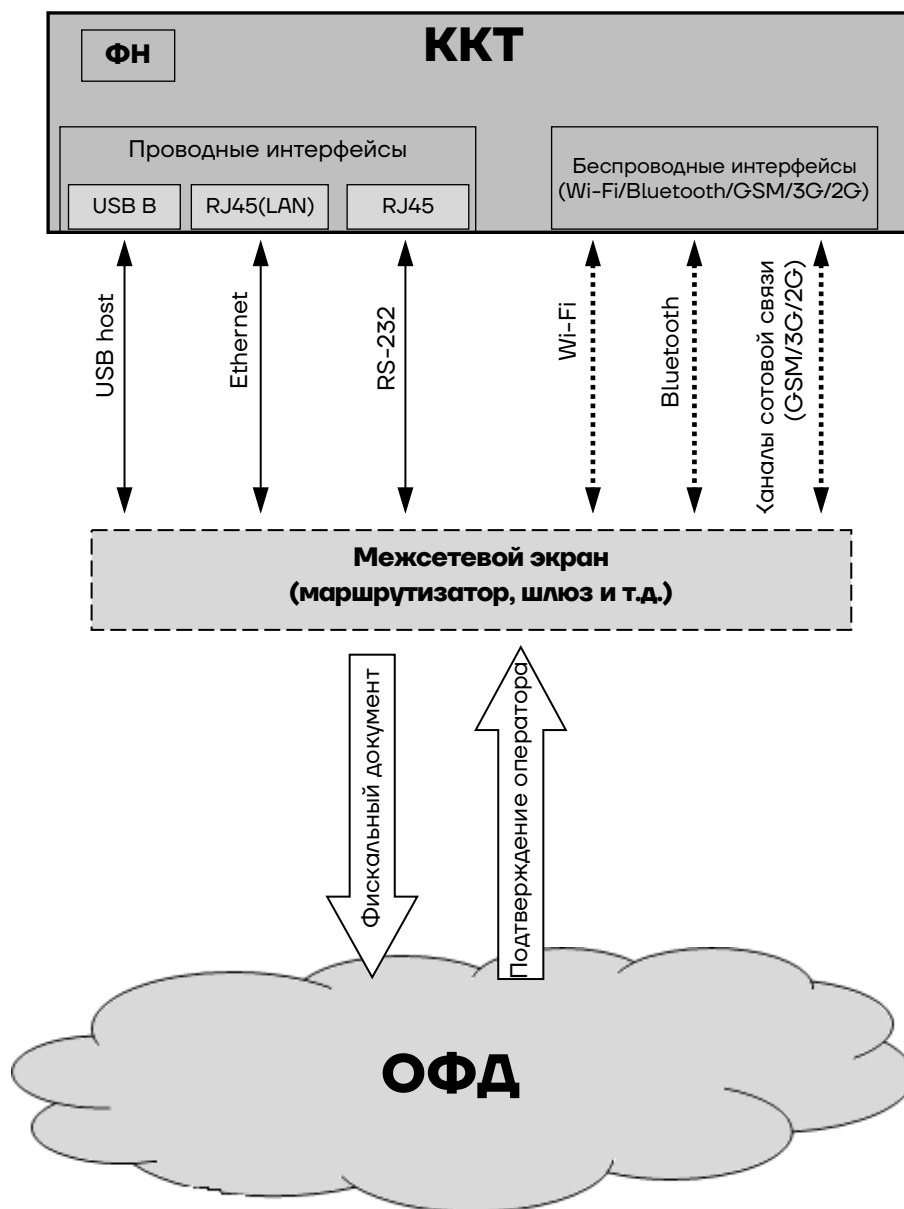 ФН
ККТ
Проводные интерфейсы
USB B
RJ45(LAN)
RJ45
Беспроводные интерфейсы
(Wi-Fi/Bluetooth/GSM/3G/2G)
USB host
Ethernet
RS-232
Wi-Fi
Bluetooth
Каналы сотовой связи
(GSM/3G/2G)
Межсетевой экран
(маршрутизатор, шлюз и т.д.)
Фискальный документ
Подтверждение оператора
ОФД